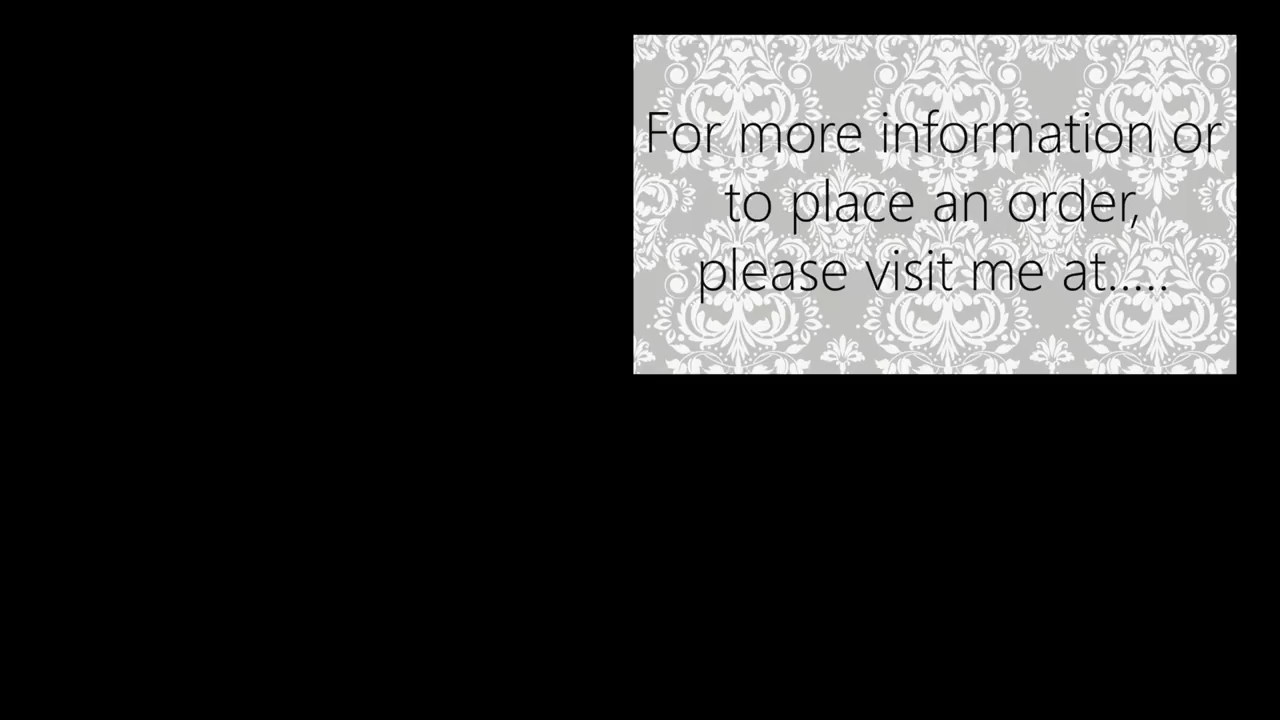 For more information or
to place an order,
please visit me at.....